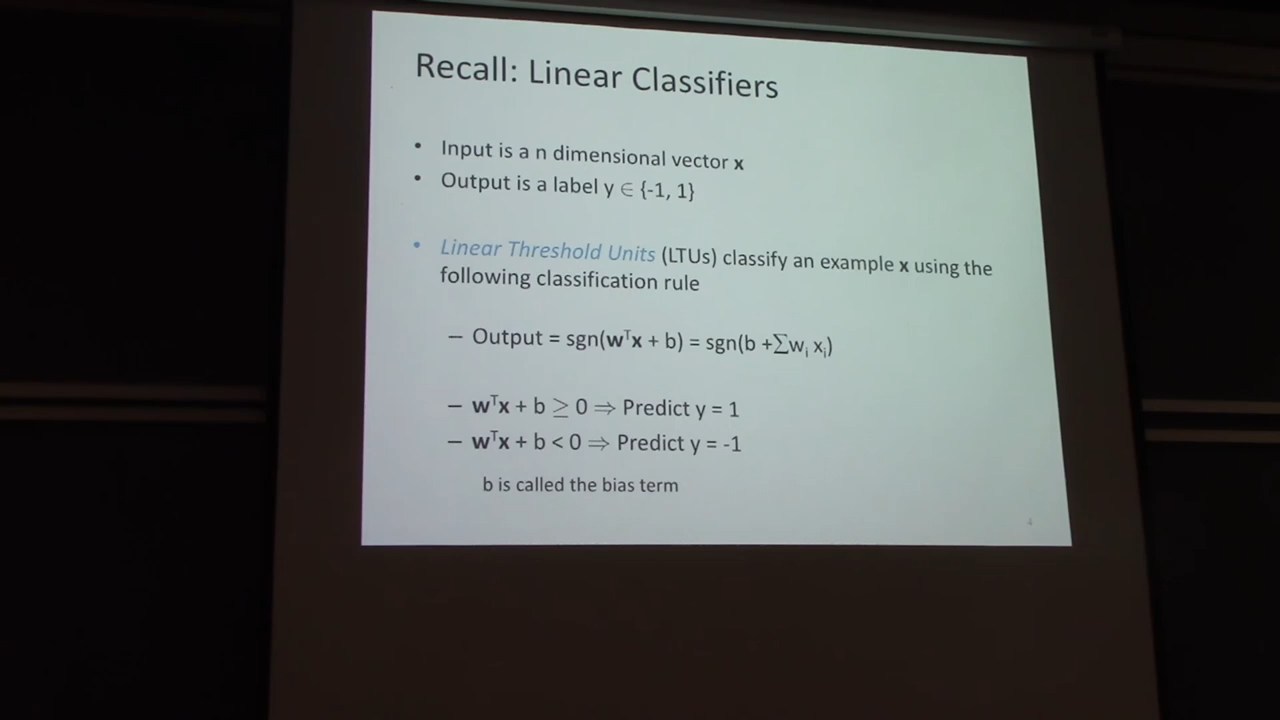 Recall: Linear Classifiers
• Input is a n dimensional vector x
• Output is a label y ∈ {-1, 1}
• Linear Threshold Units (LTUs) classify an example x using the
following classification rule
– Output = sgn(wᵀx + b) = sgn(b +∑wᵢ xᵢ)
– wᵀx + b ≥ 0 ⇒ Predict y = 1
– wᵀx + b < 0 ⇒ Predict y = -1
b is called the bias term
4